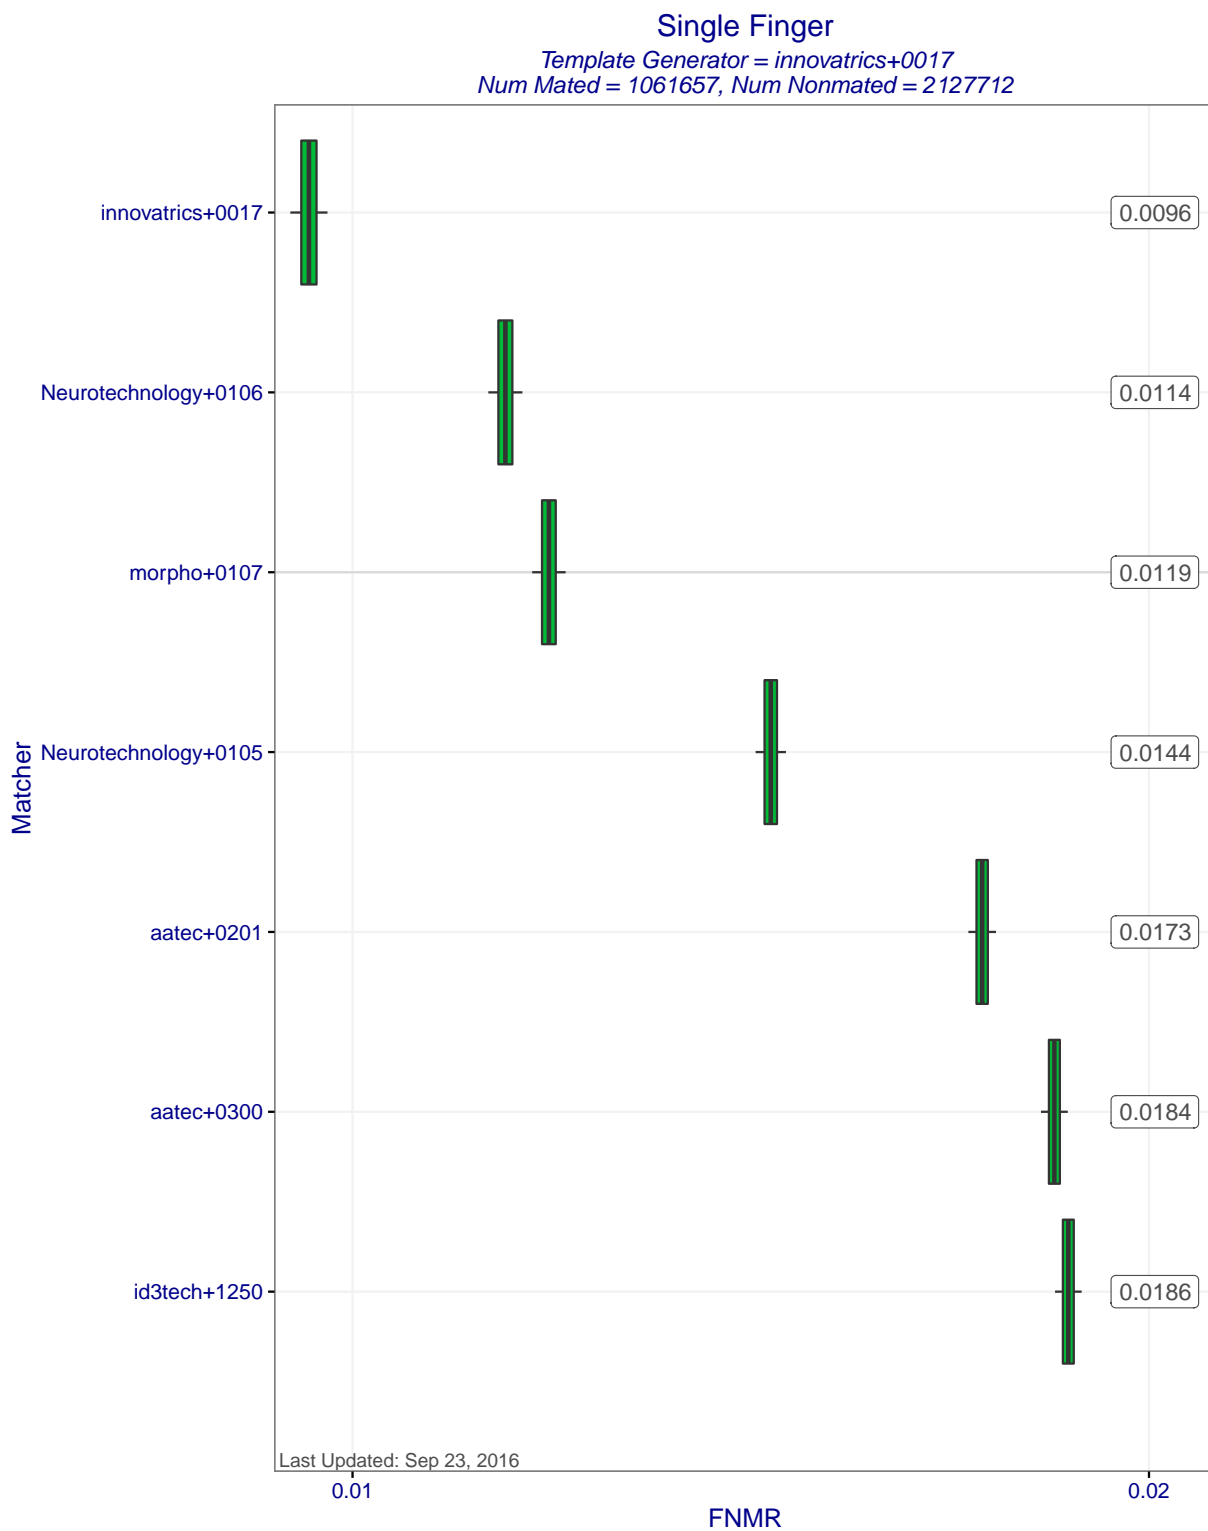 Single Finger
Template Generator = innovatrics+0017
Num Mated = 1061657, Num Nonmated = 2127712
innovatrics+0017 0.0096
Neurotechnology+0106 0.0114
morpho+0107 0.0119
Neurotechnology+0105 0.0144
aatec+0201 0.0173
aatec+0300 0.0184
id3tech+1250 0.0186
Matcher
Last Updated: Sep 23, 2016
0.01 0.02
FNMR